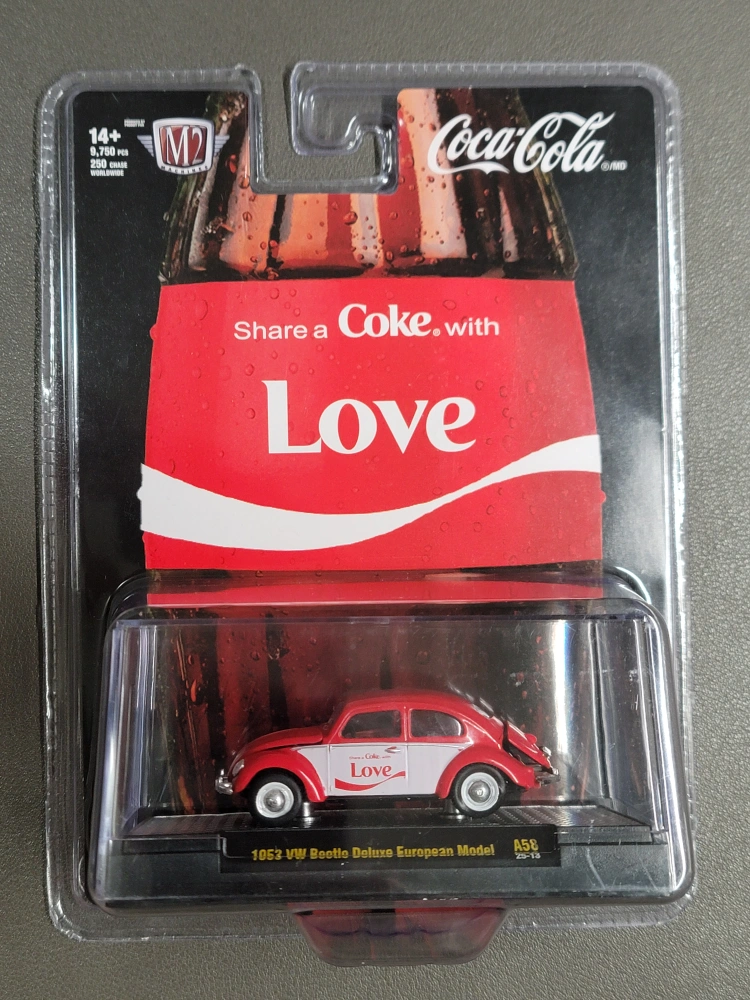 14+
9,750 PCS
250 CHASE
WORLDWIDE
M2
MACHINES
Coca-Cola ®/MD
Share a Coke® with
Love
Share a Coke with
Love
1953 VW Beetle Deluxe European Model
A58
25-13